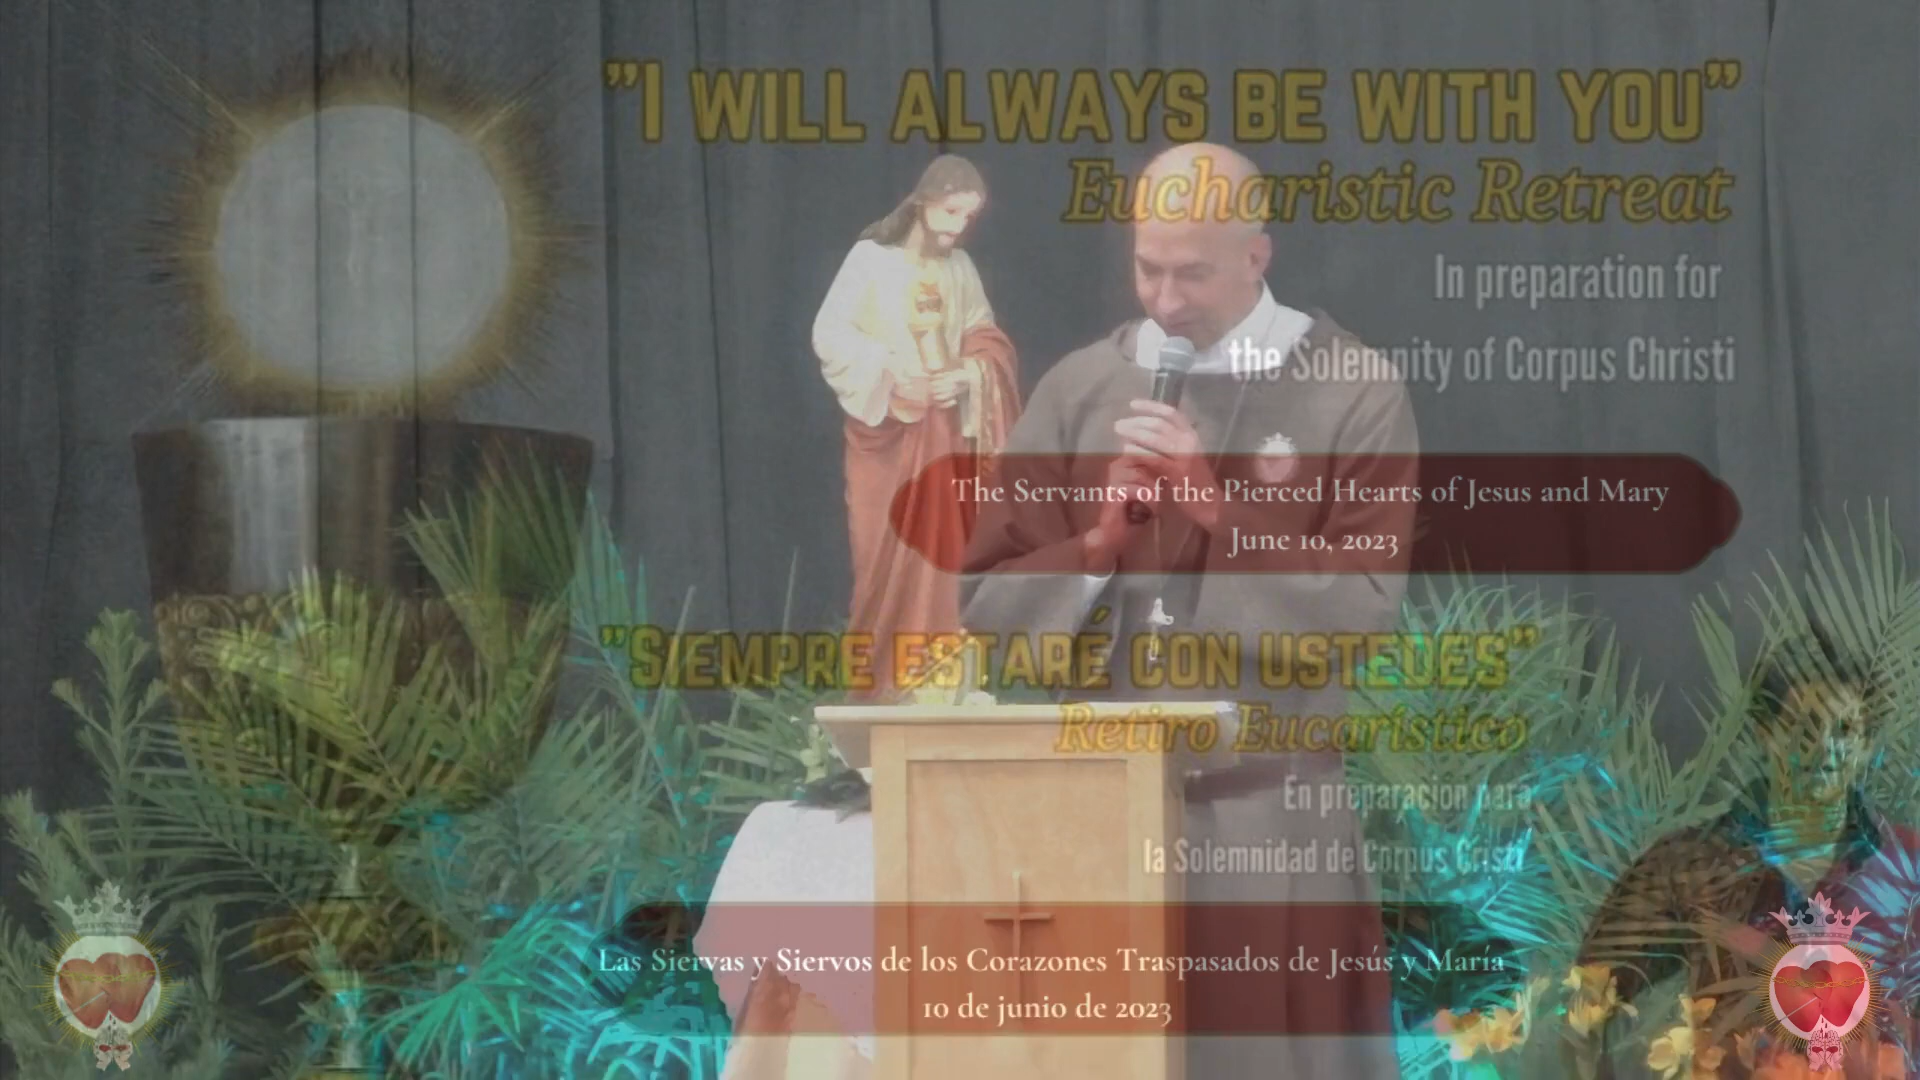 "I WILL ALWAYS BE WITH YOU"
Eucharistic Retreat
In preparation for
the Solemnity of Corpus Christi
The Servants of the Pierced Hearts of Jesus and Mary
June 10, 2023
"SIEMPRE ESTARÉ CON USTEDES"
Retiro Eucarístico
En preparación para
la Solemnidad de Corpus Cristi
Las Siervas y Siervos de los Corazones Traspasados de Jesús y María
10 de junio de 2023